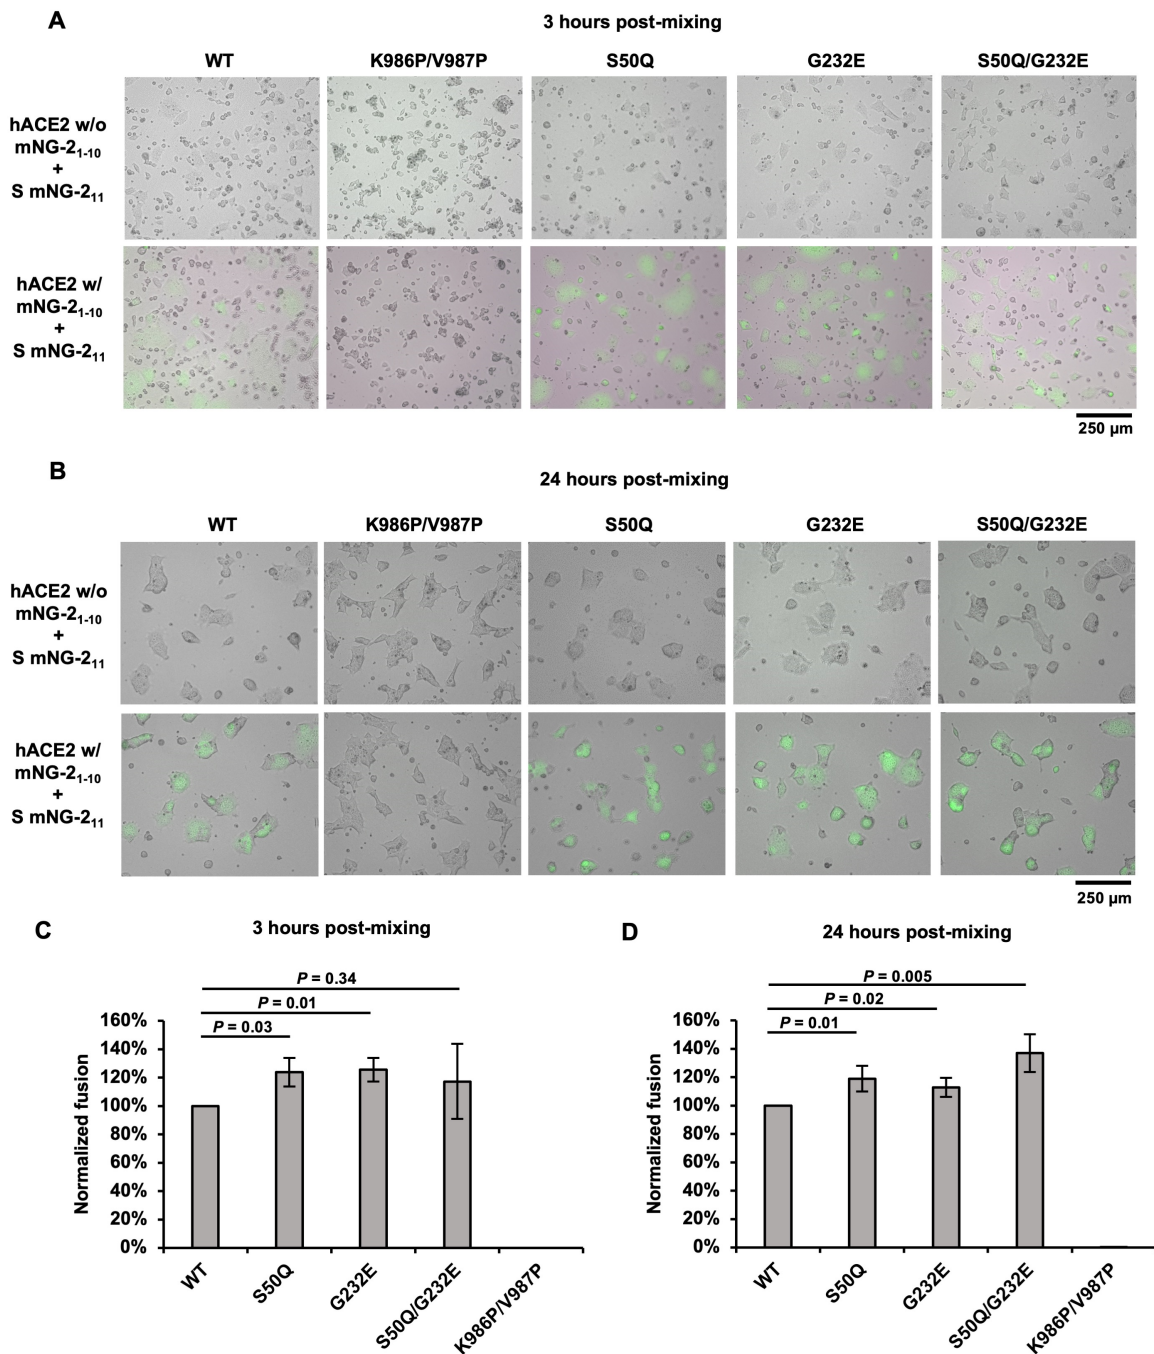 A
3 hours post-mixing
WT K986P/V987P S50Q G232E S50Q/G232E
hACE2 w/o
mNG-21-10
+
S mNG-211
hACE2 w/
mNG-21-10
+
S mNG-211
250 µm
B
24 hours post-mixing
WT K986P/V987P S50Q G232E S50Q/G232E
hACE2 w/o
mNG-21-10
+
S mNG-211
hACE2 w/
mNG-21-10
+
S mNG-211
250 µm
C
3 hours post-mixing
P = 0.34
P = 0.01
P = 0.03
160%
140%
120%
100%
80%
60%
40%
20%
0%
Normalized fusion
WT
S50Q
G232E
S50Q/G232E
K986P/V987P
D
24 hours post-mixing
P = 0.005
P = 0.02
P = 0.01
160%
140%
120%
100%
80%
60%
40%
20%
0%
Normalized fusion
WT
S50Q
G232E
S50Q/G232E
K986P/V987P